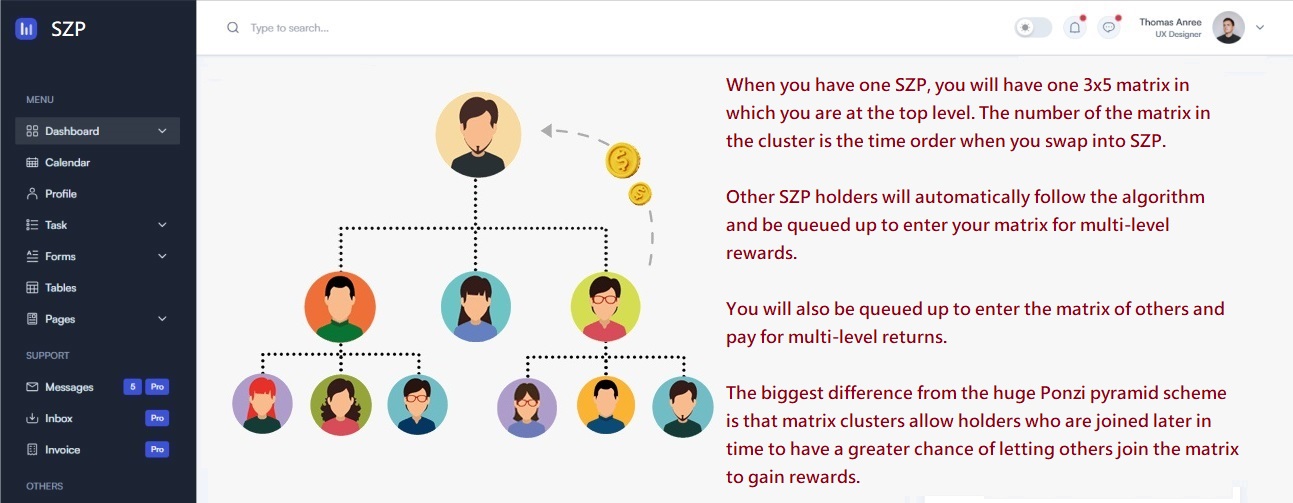 SZP
Type to search...
Thomas Anree
UX Designer
MENU
Dashboard
Calendar
Profile
Task
Forms
Tables
Pages
SUPPORT
Messages 5 Pro
Inbox Pro
Invoice Pro
OTHERS
When you have one SZP, you will have one 3x5 matrix in
which you are at the top level. The number of the matrix in
the cluster is the time order when you swap into SZP.
Other SZP holders will automatically follow the algorithm
and be queued up to enter your matrix for multi-level
rewards.
You will also be queued up to enter the matrix of others and
pay for multi-level returns.
The biggest difference from the huge Ponzi pyramid scheme
is that matrix clusters allow holders who are joined later in
time to have a greater chance of letting others join the matrix
to gain rewards.